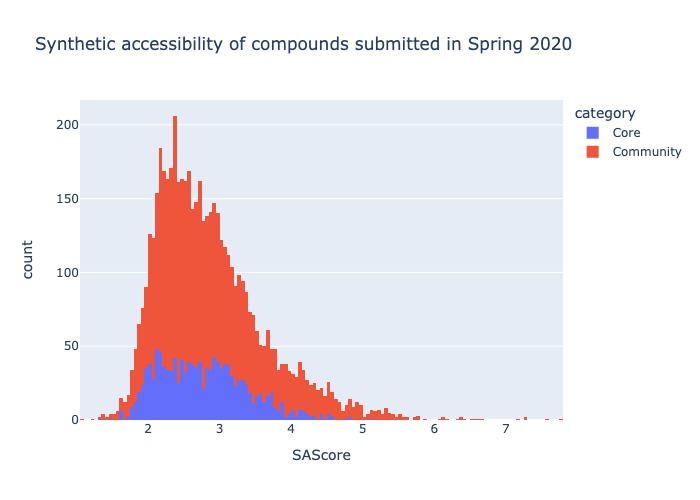 Synthetic accessibility of compounds submitted in Spring 2020
category
Core
Community
200
150
100
50
0
count
2 3 4 5 6 7
SAScore